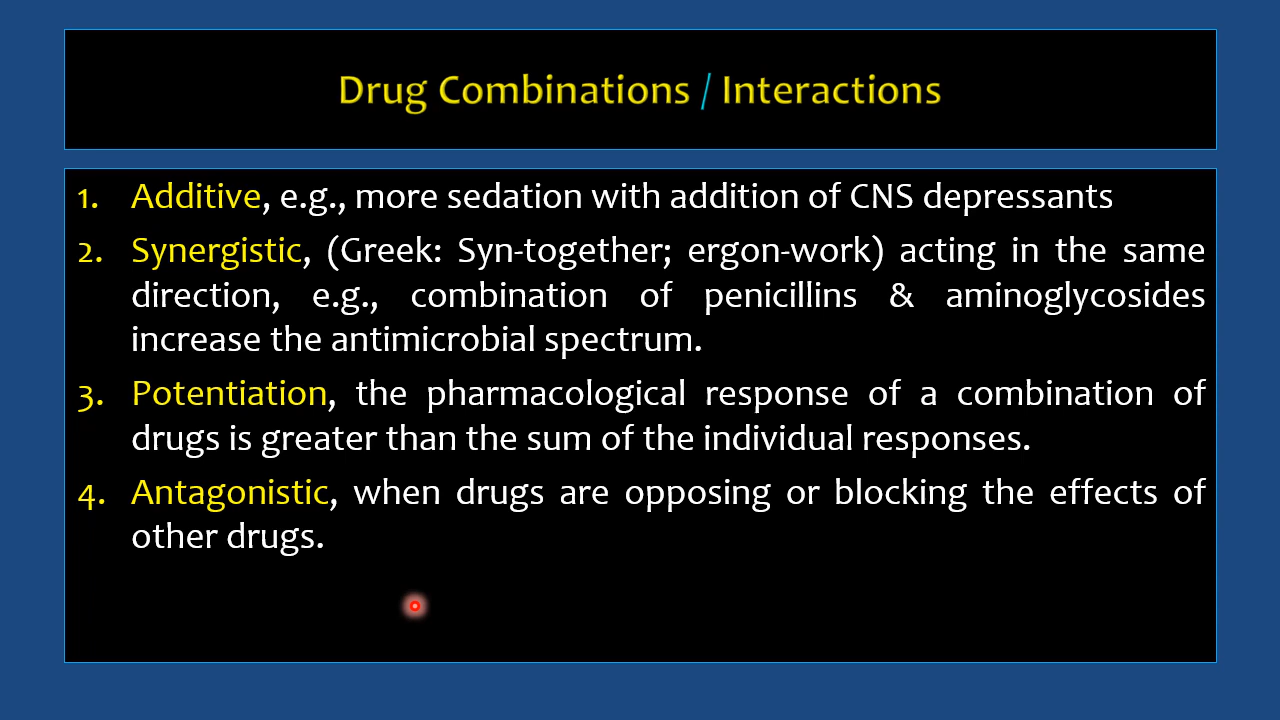 Drug Combinations / Interactions
1. Additive, e.g., more sedation with addition of CNS depressants
2. Synergistic, (Greek: Syn-together; ergon-work) acting in the same
direction, e.g., combination of penicillins & aminoglycosides
increase the antimicrobial spectrum.
3. Potentiation, the pharmacological response of a combination of
drugs is greater than the sum of the individual responses.
4. Antagonistic, when drugs are opposing or blocking the effects of
other drugs.